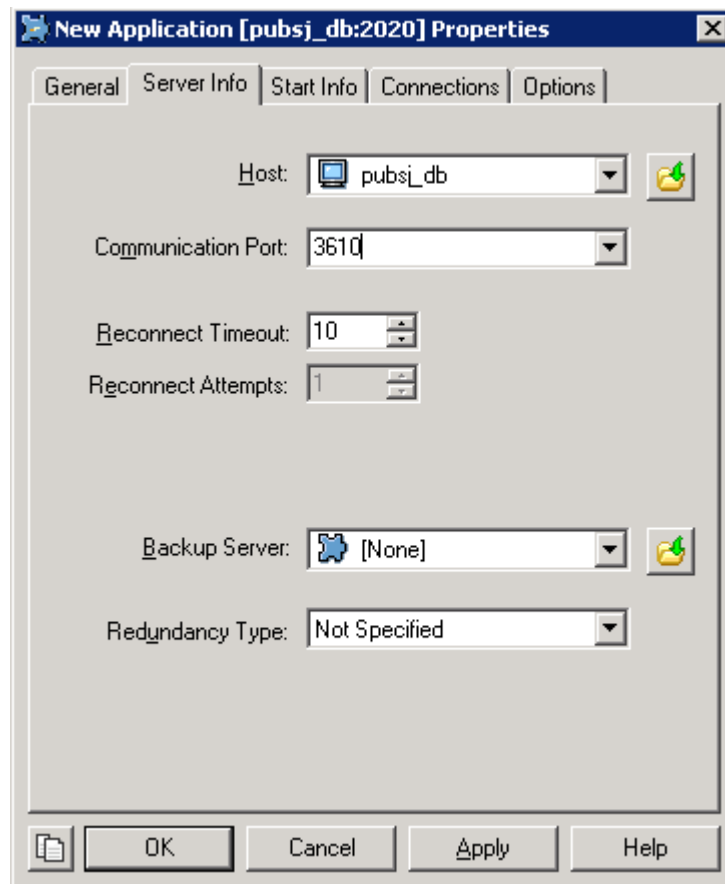 New Application [pubsj_db:2020] Properties
General Server Info Start Info Connections Options
Host: pubsj_db
Communication Port: 3610
Reconnect Timeout: 10
Reconnect Attempts: 1
Backup Server: [None]
Redundancy Type: Not Specified
OK Cancel Apply Help